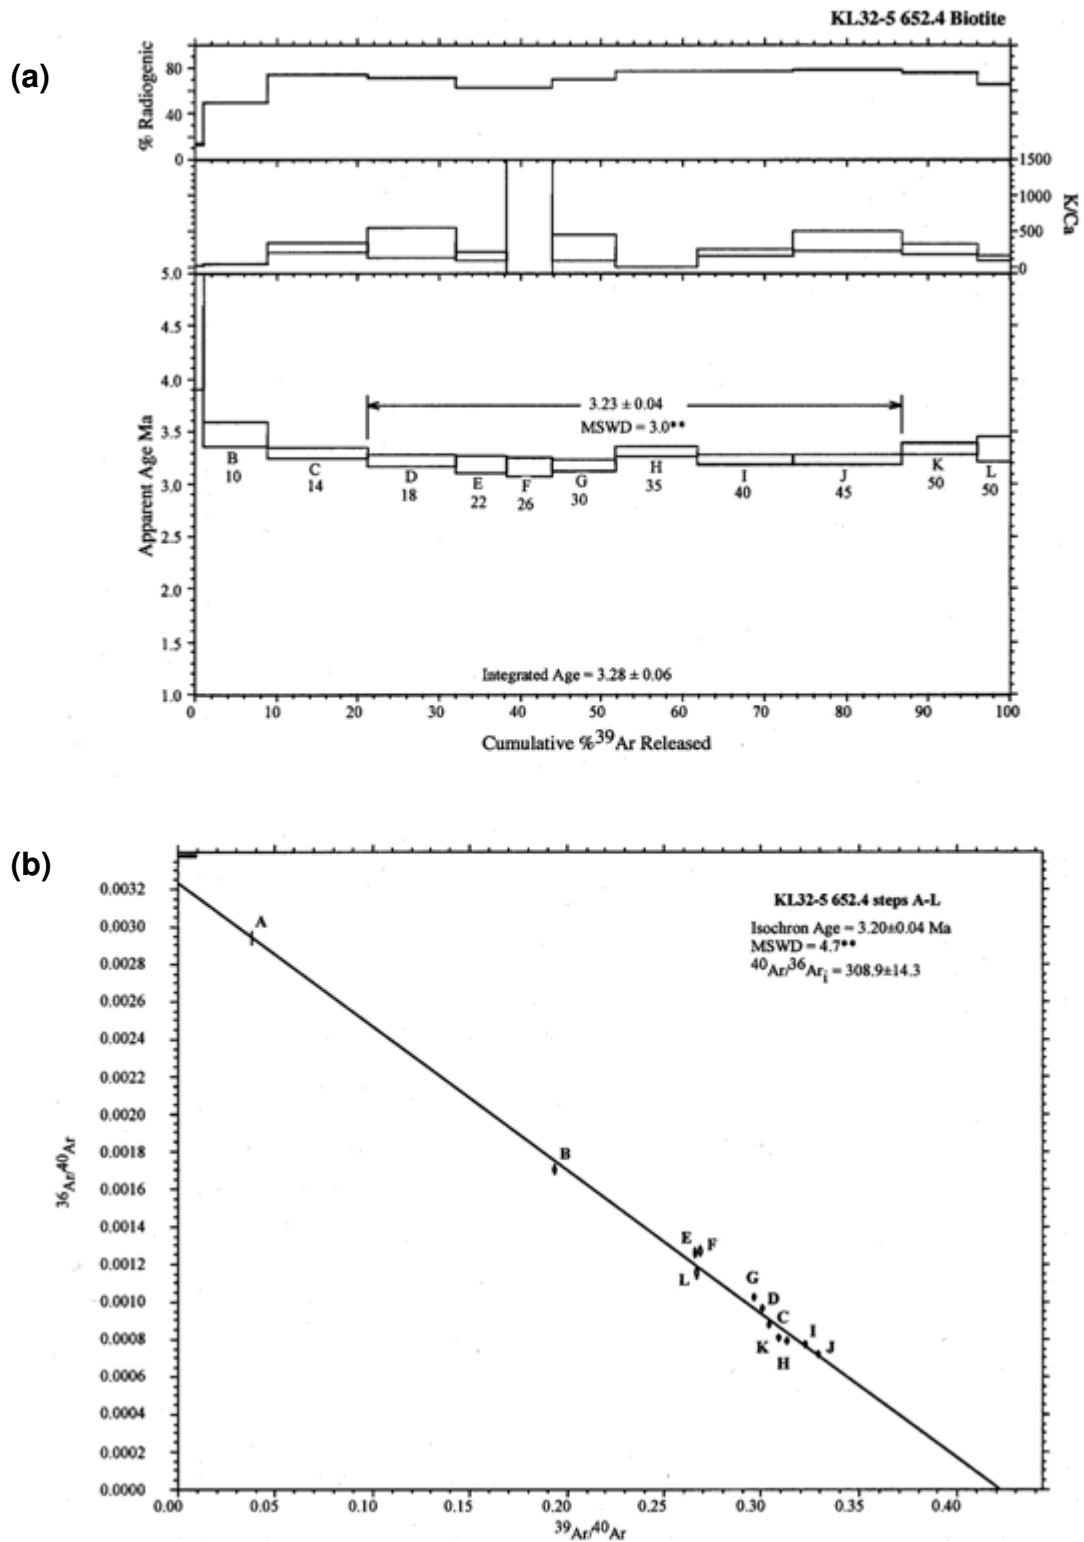 KL32-5 652.4 Biotite
(a)
% Radiogenic
80
40
0
1500
1000
500
0
K/Ca
5.0
4.5
4.0
3.5
3.0
2.5
2.0
1.5
1.0
Apparent Age Ma
3.23 ± 0.04
MSWD = 3.0**
B
10
C
14
D
18
E
22
F
26
G
30
H
35
I
40
J
45
K
50
L
50
Integrated Age = 3.28 ± 0.06
0 10 20 30 40 50 60 70 80 90 100
Cumulative %39Ar Released
(b)
KL32-5 652.4 steps A-L
Isochron Age = 3.20±0.04 Ma
MSWD = 4.7**
40Ar/36Ari = 308.9±14.3
0.0032
0.0030
0.0028
0.0026
0.0024
0.0022
0.0020
0.0018
0.0016
0.0014
0.0012
0.0010
0.0008
0.0006
0.0004
0.0002
0.0000
36Ar/40Ar
A
B
E F
L
G
D
C
I
K
H
J
0.00 0.05 0.10 0.15 0.20 0.25 0.30 0.35 0.40
39Ar/40Ar